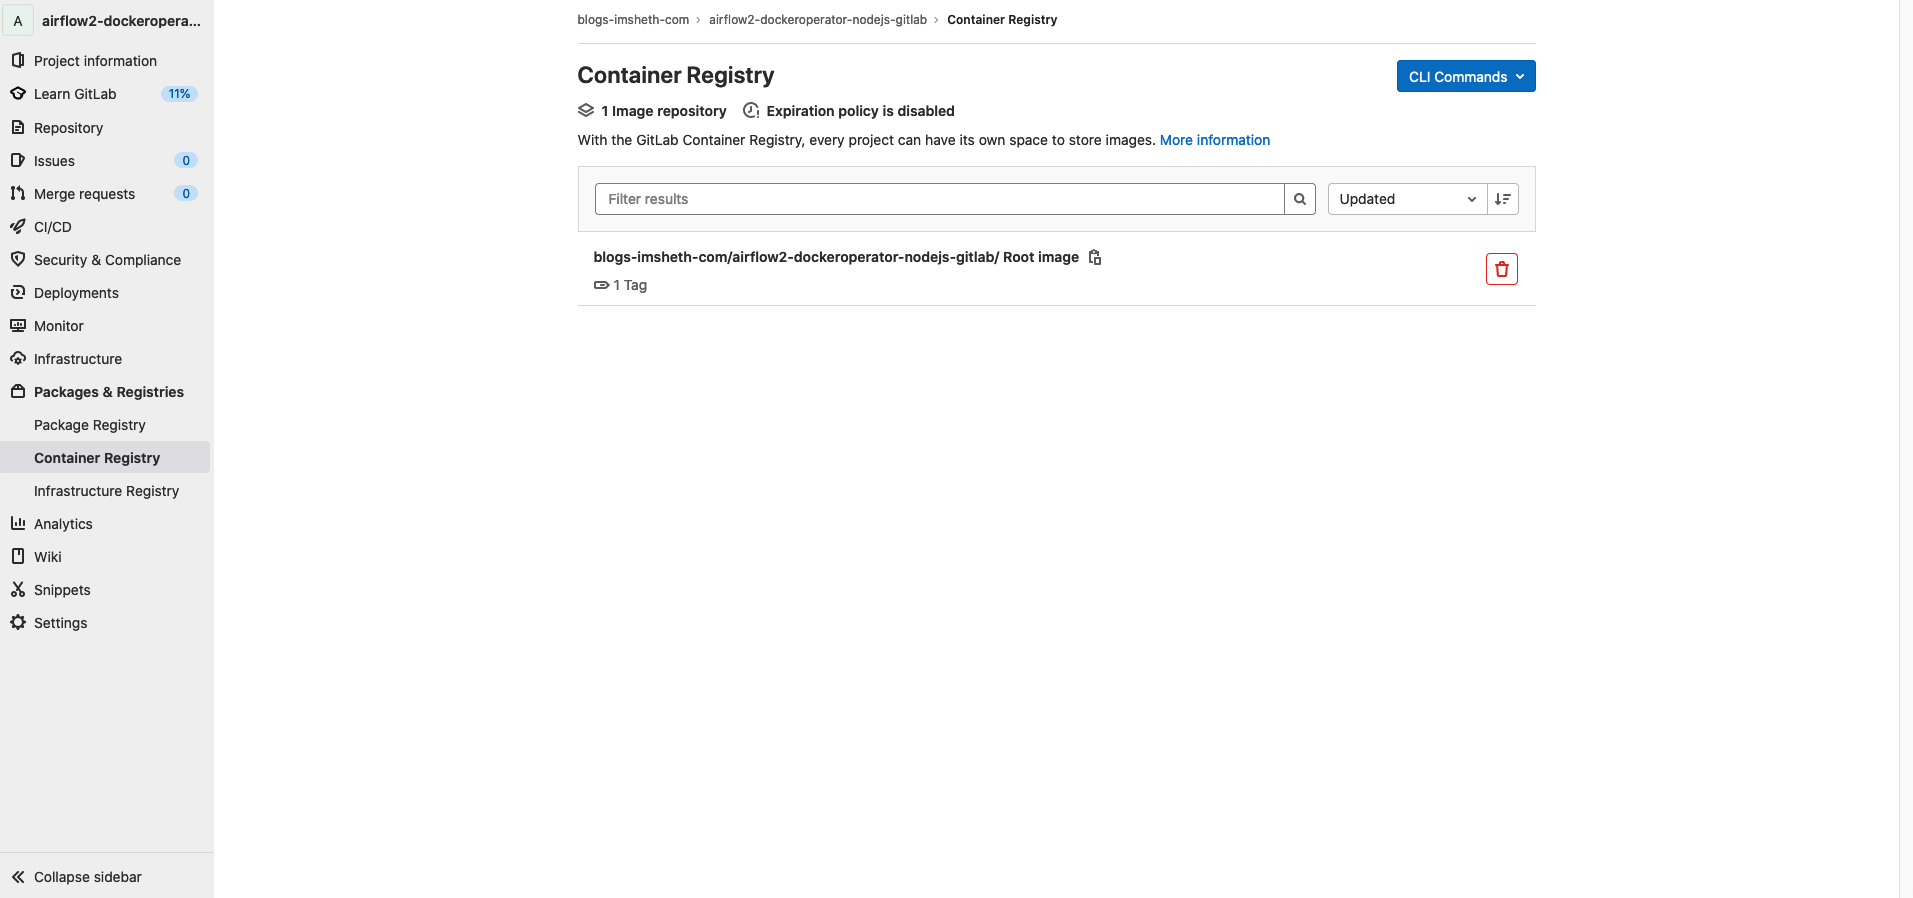 A airflow2-dockeropera...
Project information
Learn GitLab 11%
Repository
Issues 0
Merge requests 0
CI/CD
Security & Compliance
Deployments
Monitor
Infrastructure
Packages & Registries
Package Registry
Container Registry
Infrastructure Registry
Analytics
Wiki
Snippets
Settings
Collapse sidebar
blogs-imsheth-com › airflow2-dockeroperator-nodejs-gitlab › Container Registry
Container Registry
CLI Commands
1 Image repository Expiration policy is disabled
With the GitLab Container Registry, every project can have its own space to store images. More information
Filter results
Updated
blogs-imsheth-com/airflow2-dockeroperator-nodejs-gitlab/ Root image
1 Tag